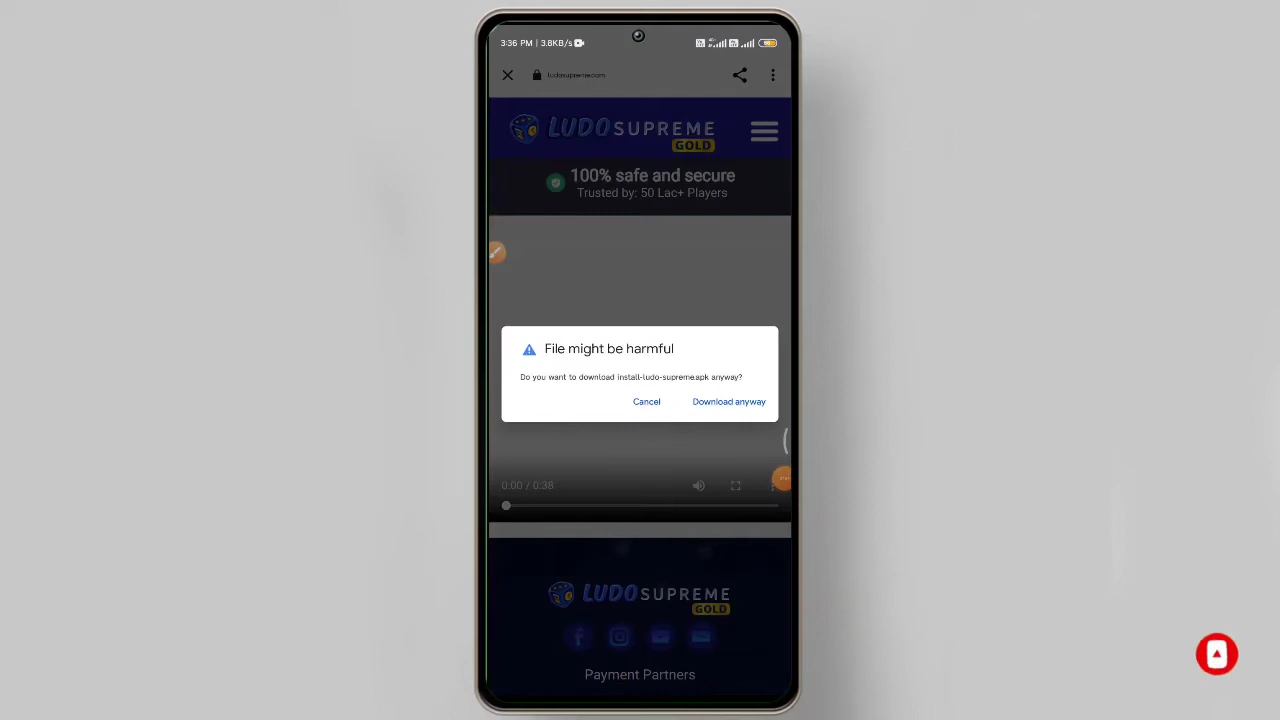 3:36 PM | 3.8KB/s
ludosupreme.com
LUDO SUPREME
GOLD
100% safe and secure
Trusted by: 50 Lac+ Players
File might be harmful
Do you want to download install-ludo-supreme.apk anyway?
Cancel Download anyway
0:00 / 0:38
LUDO SUPREME
GOLD
Payment Partners